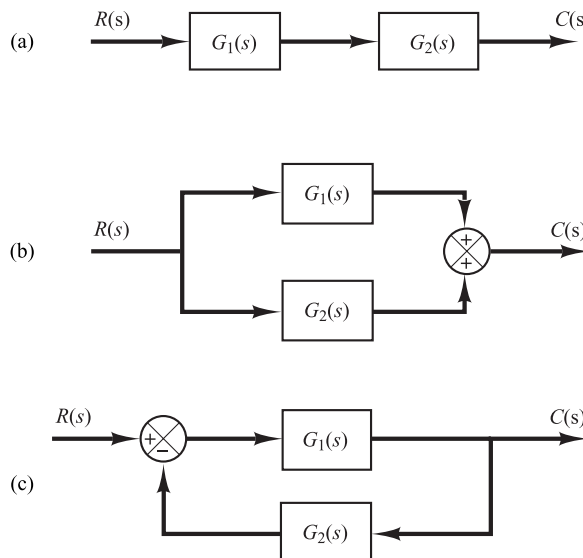 R(s) C(s
(a) G₁(s) G₂(s)
G₁(s)
R(s) + C(s)
(b) +
G₂(s)
R(s) C(s)
+ G₁(s)
−
(c)
G₂(s)